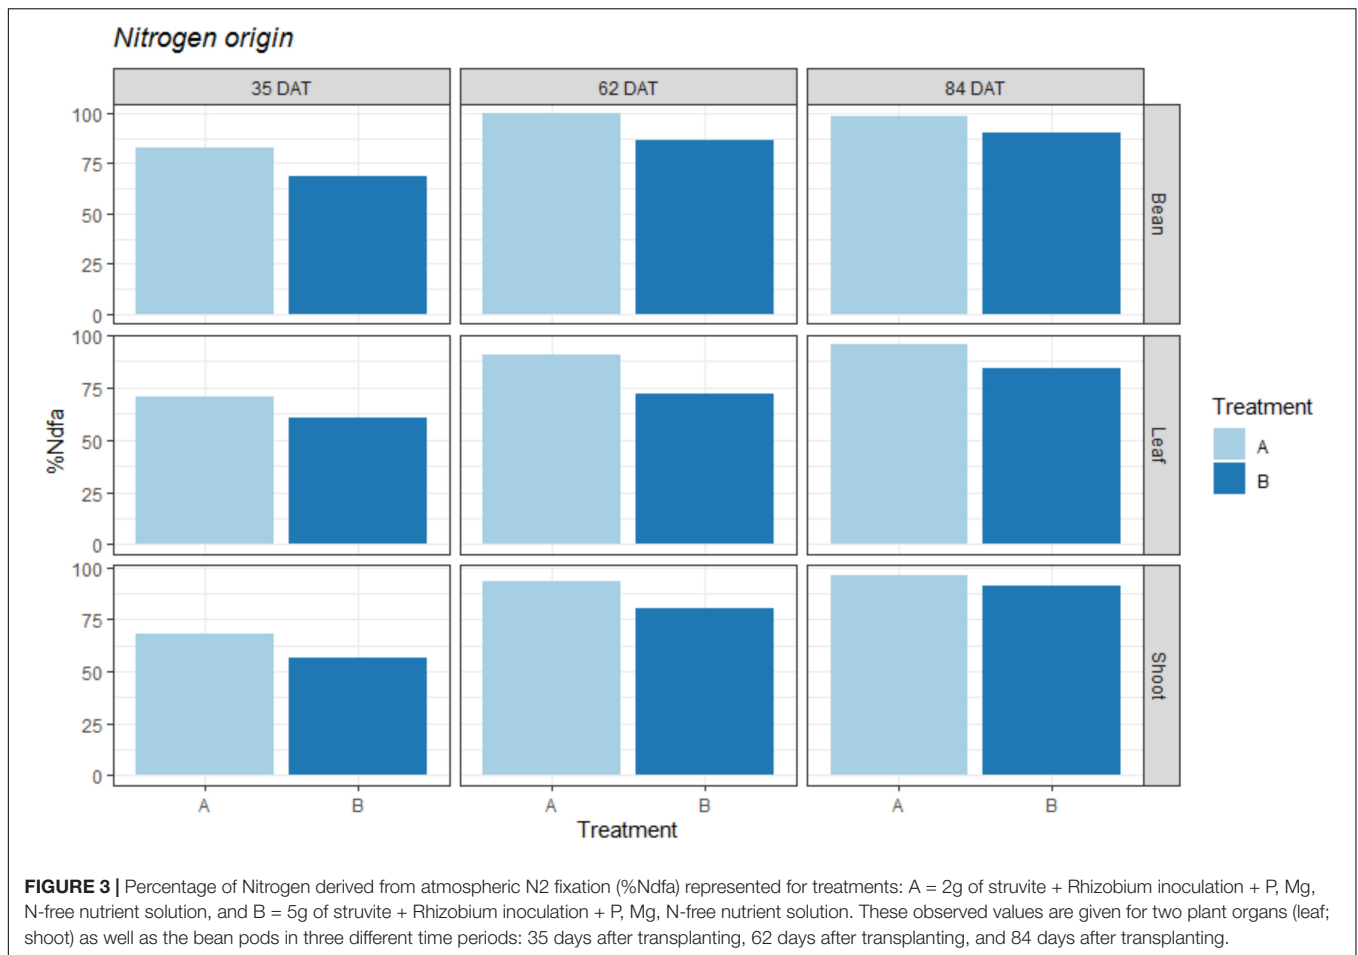 Nitrogen origin
35 DAT
62 DAT
84 DAT
100
75
50
25
0
Bean
100
75
50
25
0
Leaf
100
75
50
25
0
Shoot
%Ndfa
A
B
A
B
A
B
Treatment
Treatment
A
B
FIGURE 3 | Percentage of Nitrogen derived from atmospheric N2 fixation (%Ndfa) represented for treatments: A = 2g of struvite + Rhizobium inoculation + P, Mg,
N-free nutrient solution, and B = 5g of struvite + Rhizobium inoculation + P, Mg, N-free nutrient solution. These observed values are given for two plant organs (leaf;
shoot) as well as the bean pods in three different time periods: 35 days after transplanting, 62 days after transplanting, and 84 days after transplanting.